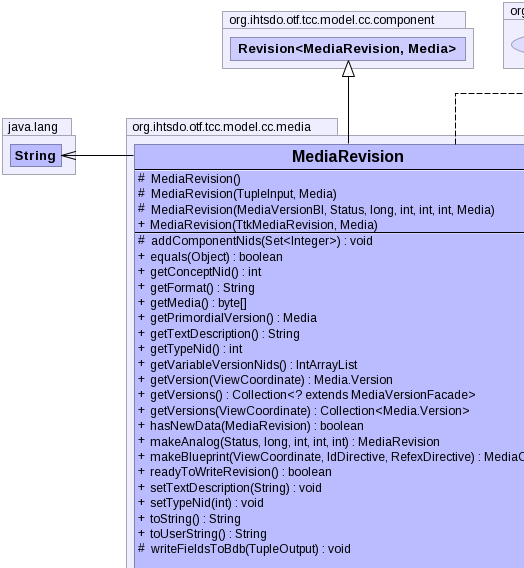 org.ihtsdo.otf.tcc.model.cc.component
org
Revision<MediaRevision, Media>
java.lang
String
org.ihtsdo.otf.tcc.model.cc.media
MediaRevision
# MediaRevision()
# MediaRevision(TupleInput, Media)
# MediaRevision(MediaVersionBI, Status, long, int, int, int, Media)
+ MediaRevision(TtkMediaRevision, Media)
# addComponentNids(Set<Integer>) : void
+ equals(Object) : boolean
+ getConceptNid() : int
+ getFormat() : String
+ getMedia() : byte[]
+ getPrimordialVersion() : Media
+ getTextDescription() : String
+ getTypeNid() : int
+ getVariableVersionNids() : IntArrayList
+ getVersion(ViewCoordinate) : Media.Version
+ getVersions() : Collection<? extends MediaVersionFacade>
+ getVersions(ViewCoordinate) : Collection<Media.Version>
+ hasNewData(MediaRevision) : boolean
+ makeAnalog(Status, long, int, int, int) : MediaRevision
+ makeBlueprint(ViewCoordinate, IdDirective, RefexDirective) : MediaC
+ readyToWriteRevision() : boolean
+ setTextDescription(String) : void
+ setTypeNid(int) : void
+ toString() : String
+ toUserString() : String
# writeFieldsToBdb(TupleOutput) : void